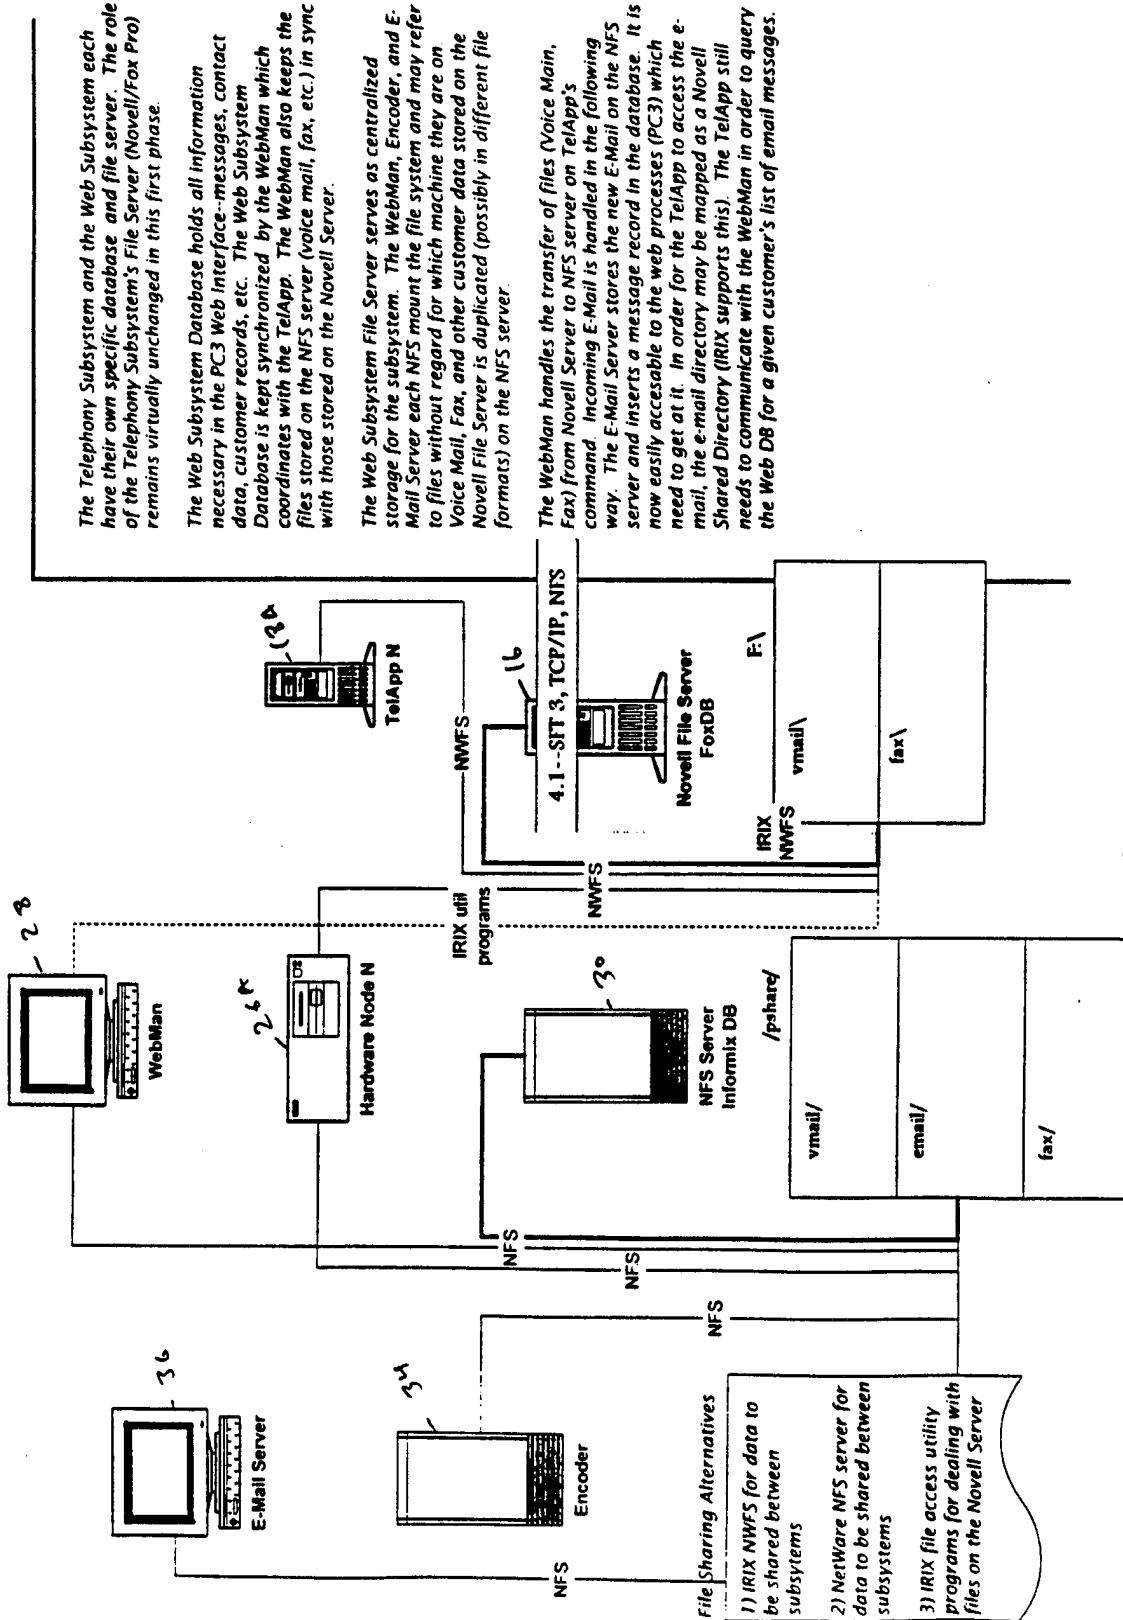 The Telephony Subsystem and the Web Subsystem each
have their own specific database and file server. The role
of the Telephony Subsystem's File Server (Novell/Fox Pro)
remains virtually unchanged in this first phase.
The Web Subsystem Database holds all information
necessary in the PC3 Web Interface--messages, contact
data, customer records, etc. The Web Subsystem
Database is kept synchronized by the WebMan which
coordinates with the TelApp. The WebMan also keeps the
files stored on the NFS server (voice mail, fax, etc.) in sync
with those stored on the Novell Server.
The Web Subsystem File Server serves as centralized
storage for the subsystem. The WebMan, Encoder, and E-
Mail Server each NFS mount the file system and may refer
to files without regard for which machine they are on.
Voice Mail, Fax, and other customer data stored on the
Novell File Server is duplicated (possibly in different file
formats) on the NFS server.
The WebMan handles the transfer of files (Voice Main,
Fax) from Novell Server to NFS server on TelApp's
command. Incoming E-Mail is handled in the following
way. The E-Mail Server stores the new E-Mail on the NFS
server and inserts a message record in the database. It is
now easily accesable to the web processes (PC3) which
need to get at it. In order for the TelApp to access the e-
mail, the e-mail directory may be mapped as a Novell
Shared Directory (IRIX supports this). The TelApp still
needs to communicate with the WebMan in order to query
the Web DB for a given customer's list of email messages.
28
WebMan
26A
Hardware Node N
18A
TelApp N
NWFS
16
4.1--SFT 3, TCP/IP, NFS
Novell File Server
FoxDB
IRIX util
programs
NWFS
IRIX
NWFS
F:\
vmail\
fax\
30
NFS Server
Informix DB
/pshare/
vmail/
email/
fax/
NFS
NFS
36
E-Mail Server
34
Encoder
NFS
NFS
File Sharing Alternatives
1) IRIX NWFS for data to
be shared between
subsytems
2) NetWare NFS server for
data to be shared between
subsystems
3) IRIX file access utility
programs for dealing with
files on the Novell Server